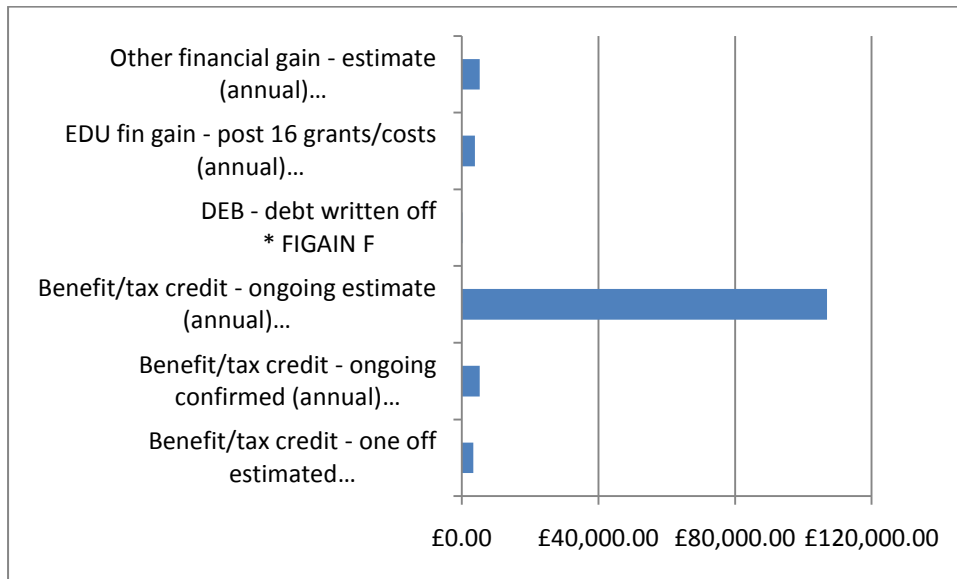 Other financial gain - estimate
(annual)…
EDU fin gain - post 16 grants/costs
(annual)…
DEB - debt written off
* FIGAIN F
Benefit/tax credit - ongoing estimate
(annual)…
Benefit/tax credit - ongoing
confirmed (annual)…
Benefit/tax credit - one off
estimated…
£0.00 £40,000.00 £80,000.00 £120,000.00